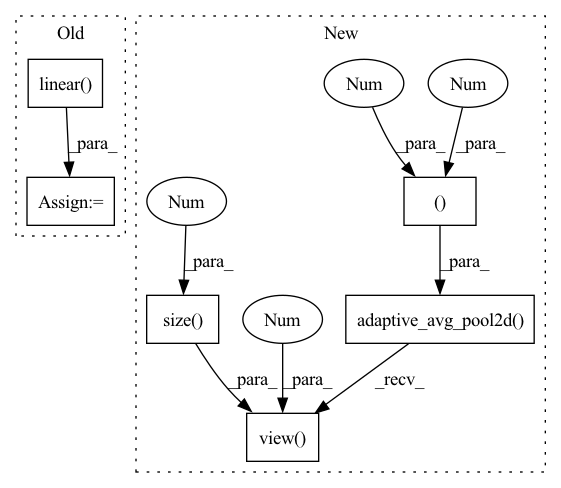 Old
New
linear()
Num
Num
_para_
_para_
_para_
Assign:=
Num
()
_para_
_para_
size()
Num
adaptive_avg_pool2d()
_para_
_para_
_recv_
view()